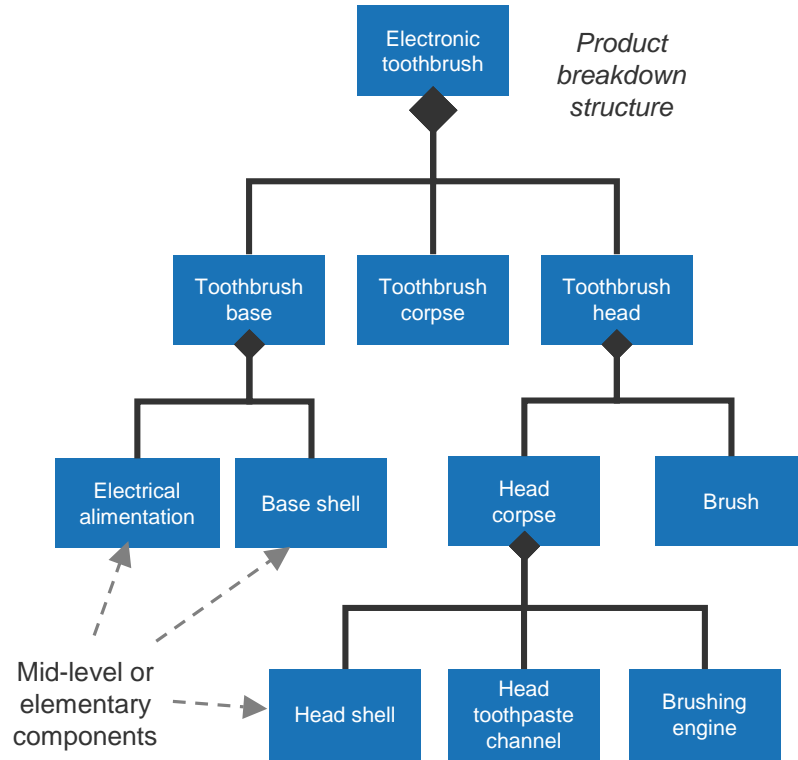 Electronic
toothbrush
Product
breakdown
structure
Toothbrush
base
Toothbrush
corpse
Toothbrush
head
Electrical
alimentation
Base shell
Head
corpse
Brush
Mid-level or
elementary
components
Head shell
Head
toothpaste
channel
Brushing
engine